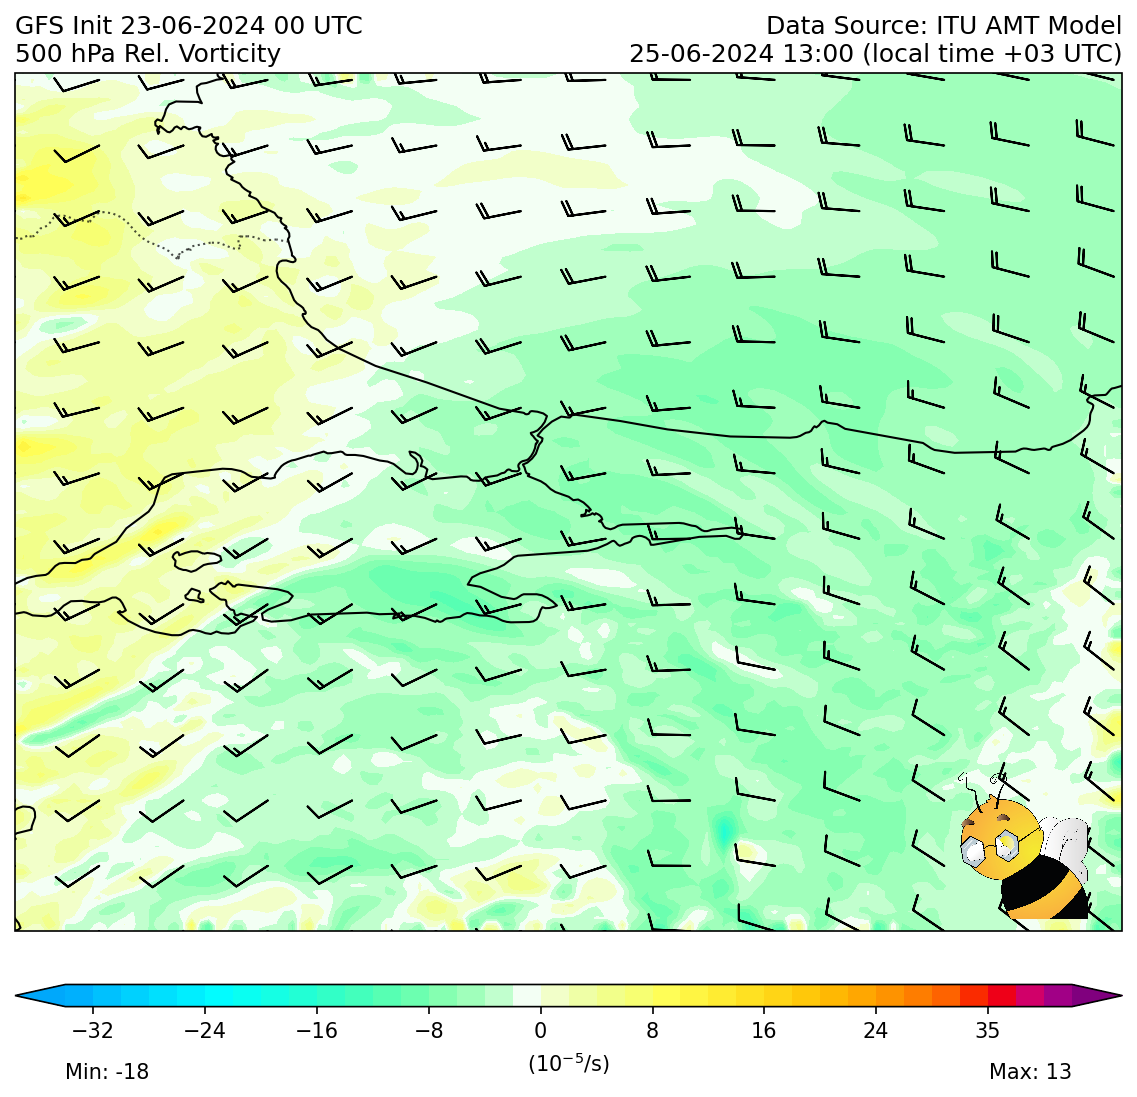 GFS Init 23-06-2024 00 UTC
Data Source: ITU AMT Model
500 hPa Rel. Vorticity
25-06-2024 13:00 (local time +03 UTC)
−32 −24 −16 −8 0 8 16 24 35
(10⁻⁵/s)
Min: -18
Max: 13